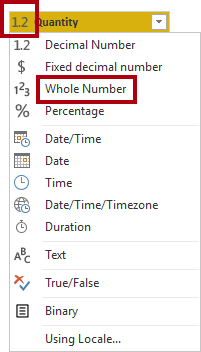 1.2 Quantity
1.2 Decimal Number
$ Fixed decimal number
1²3 Whole Number
% Percentage
Date/Time
Date
Time
Date/Time/Timezone
Duration
ABC Text
True/False
Binary
Using Locale...